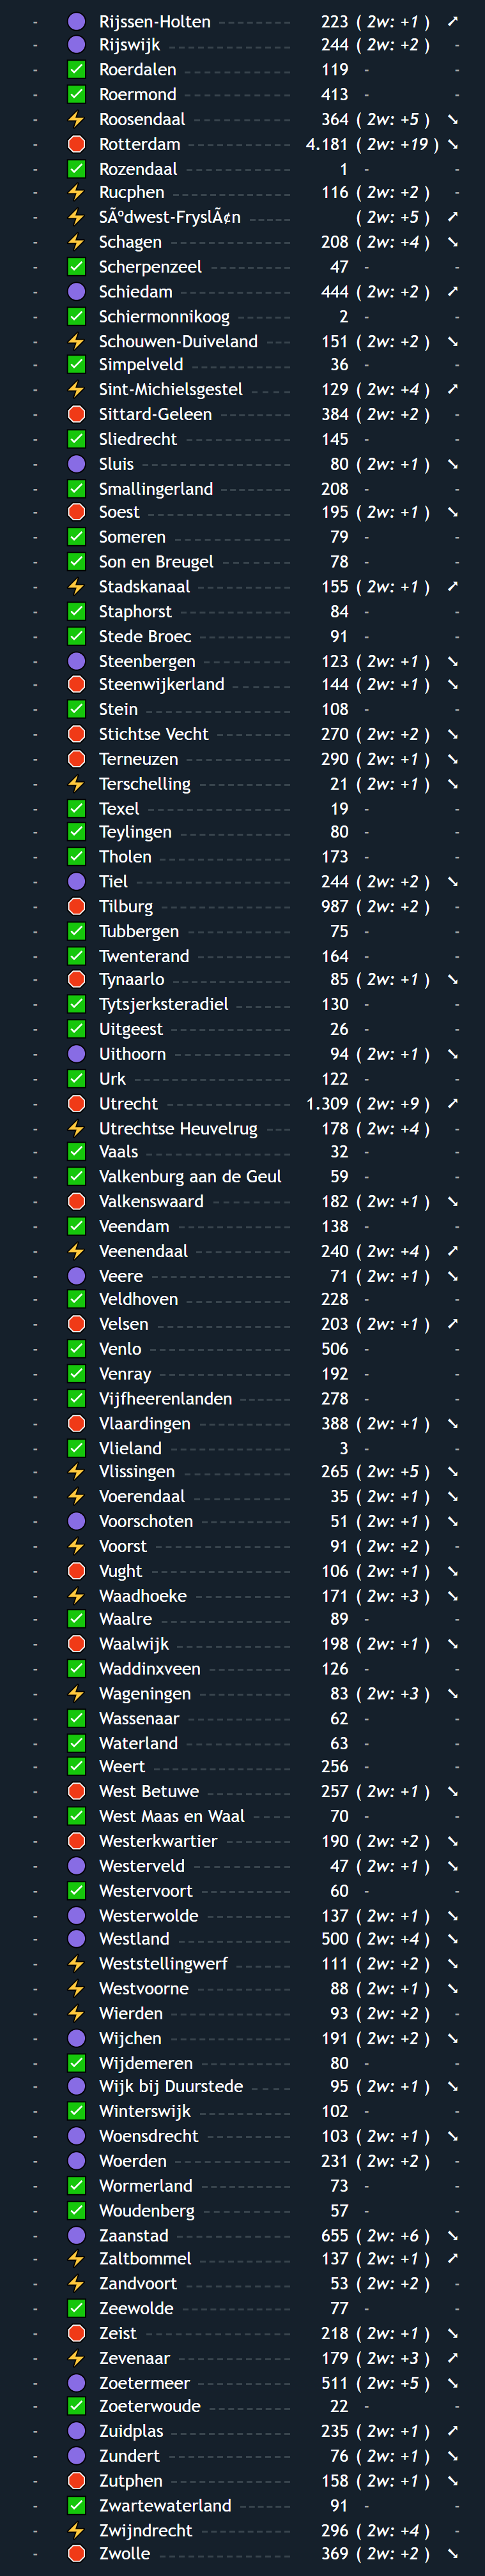 - Rijssen-Holten 223 ( 2w: +1 ) ↗
- Rijswijk 244 ( 2w: +2 ) -
- Roerdalen 119 - -
- Roermond 413 - -
- Roosendaal 364 ( 2w: +5 ) ↘
- Rotterdam 4.181 ( 2w: +19 ) ↘
- Rozendaal 1 - -
- Rucphen 116 ( 2w: +2 ) -
- SÃºdwest-FryslÃ¢n ( 2w: +5 ) ↗
- Schagen 208 ( 2w: +4 ) ↘
- Scherpenzeel 47 - -
- Schiedam 444 ( 2w: +2 ) ↗
- Schiermonnikoog 2 - -
- Schouwen-Duiveland 151 ( 2w: +2 ) ↘
- Simpelveld 36 - -
- Sint-Michielsgestel 129 ( 2w: +4 ) ↗
- Sittard-Geleen 384 ( 2w: +2 ) -
- Sliedrecht 145 - -
- Sluis 80 ( 2w: +1 ) ↘
- Smallingerland 208 - -
- Soest 195 ( 2w: +1 ) ↘
- Someren 79 - -
- Son en Breugel 78 - -
- Stadskanaal 155 ( 2w: +1 ) ↗
- Staphorst 84 - -
- Stede Broec 91 - -
- Steenbergen 123 ( 2w: +1 ) ↘
- Steenwijkerland 144 ( 2w: +1 ) ↘
- Stein 108 - -
- Stichtse Vecht 270 ( 2w: +2 ) ↘
- Terneuzen 290 ( 2w: +1 ) ↘
- Terschelling 21 ( 2w: +1 ) ↘
- Texel 19 - -
- Teylingen 80 - -
- Tholen 173 - -
- Tiel 244 ( 2w: +2 ) ↘
- Tilburg 987 ( 2w: +2 ) -
- Tubbergen 75 - -
- Twenterand 164 - -
- Tynaarlo 85 ( 2w: +1 ) ↘
- Tytsjerksteradiel 130 - -
- Uitgeest 26 - -
- Uithoorn 94 ( 2w: +1 ) ↘
- Urk 122 - -
- Utrecht 1.309 ( 2w: +9 ) ↗
- Utrechtse Heuvelrug 178 ( 2w: +4 ) -
- Vaals 32 - -
- Valkenburg aan de Geul 59 - -
- Valkenswaard 182 ( 2w: +1 ) ↘
- Veendam 138 - -
- Veenendaal 240 ( 2w: +4 ) ↗
- Veere 71 ( 2w: +1 ) ↘
- Veldhoven 228 - -
- Velsen 203 ( 2w: +1 ) ↗
- Venlo 506 - -
- Venray 192 - -
- Vijfheerenlanden 278 - -
- Vlaardingen 388 ( 2w: +1 ) ↘
- Vlieland 3 - -
- Vlissingen 265 ( 2w: +5 ) ↘
- Voerendaal 35 ( 2w: +1 ) ↘
- Voorschoten 51 ( 2w: +1 ) ↘
- Voorst 91 ( 2w: +2 ) -
- Vught 106 ( 2w: +1 ) ↘
- Waadhoeke 171 ( 2w: +3 ) ↘
- Waalre 89 - -
- Waalwijk 198 ( 2w: +1 ) ↘
- Waddinxveen 126 - -
- Wageningen 83 ( 2w: +3 ) ↘
- Wassenaar 62 - -
- Waterland 63 - -
- Weert 256 - -
- West Betuwe 257 ( 2w: +1 ) ↘
- West Maas en Waal 70 - -
- Westerkwartier 190 ( 2w: +2 ) ↘
- Westerveld 47 ( 2w: +1 ) ↘
- Westervoort 60 - -
- Westerwolde 137 ( 2w: +1 ) ↘
- Westland 500 ( 2w: +4 ) ↘
- Weststellingwerf 111 ( 2w: +2 ) ↘
- Westvoorne 88 ( 2w: +1 ) ↘
- Wierden 93 ( 2w: +2 ) -
- Wijchen 191 ( 2w: +2 ) ↘
- Wijdemeren 80 - -
- Wijk bij Duurstede 95 ( 2w: +1 ) ↘
- Winterswijk 102 - -
- Woensdrecht 103 ( 2w: +1 ) ↘
- Woerden 231 ( 2w: +2 ) -
- Wormerland 73 - -
- Woudenberg 57 - -
- Zaanstad 655 ( 2w: +6 ) ↘
- Zaltbommel 137 ( 2w: +1 ) ↗
- Zandvoort 53 ( 2w: +2 ) -
- Zeewolde 77 - -
- Zeist 218 ( 2w: +1 ) ↘
- Zevenaar 179 ( 2w: +3 ) ↗
- Zoetermeer 511 ( 2w: +5 ) ↘
- Zoeterwoude 22 - -
- Zuidplas 235 ( 2w: +1 ) ↗
- Zundert 76 ( 2w: +1 ) ↘
- Zutphen 158 ( 2w: +1 ) ↘
- Zwartewaterland 91 - -
- Zwijndrecht 296 ( 2w: +4 ) -
- Zwolle 369 ( 2w: +2 ) ↘